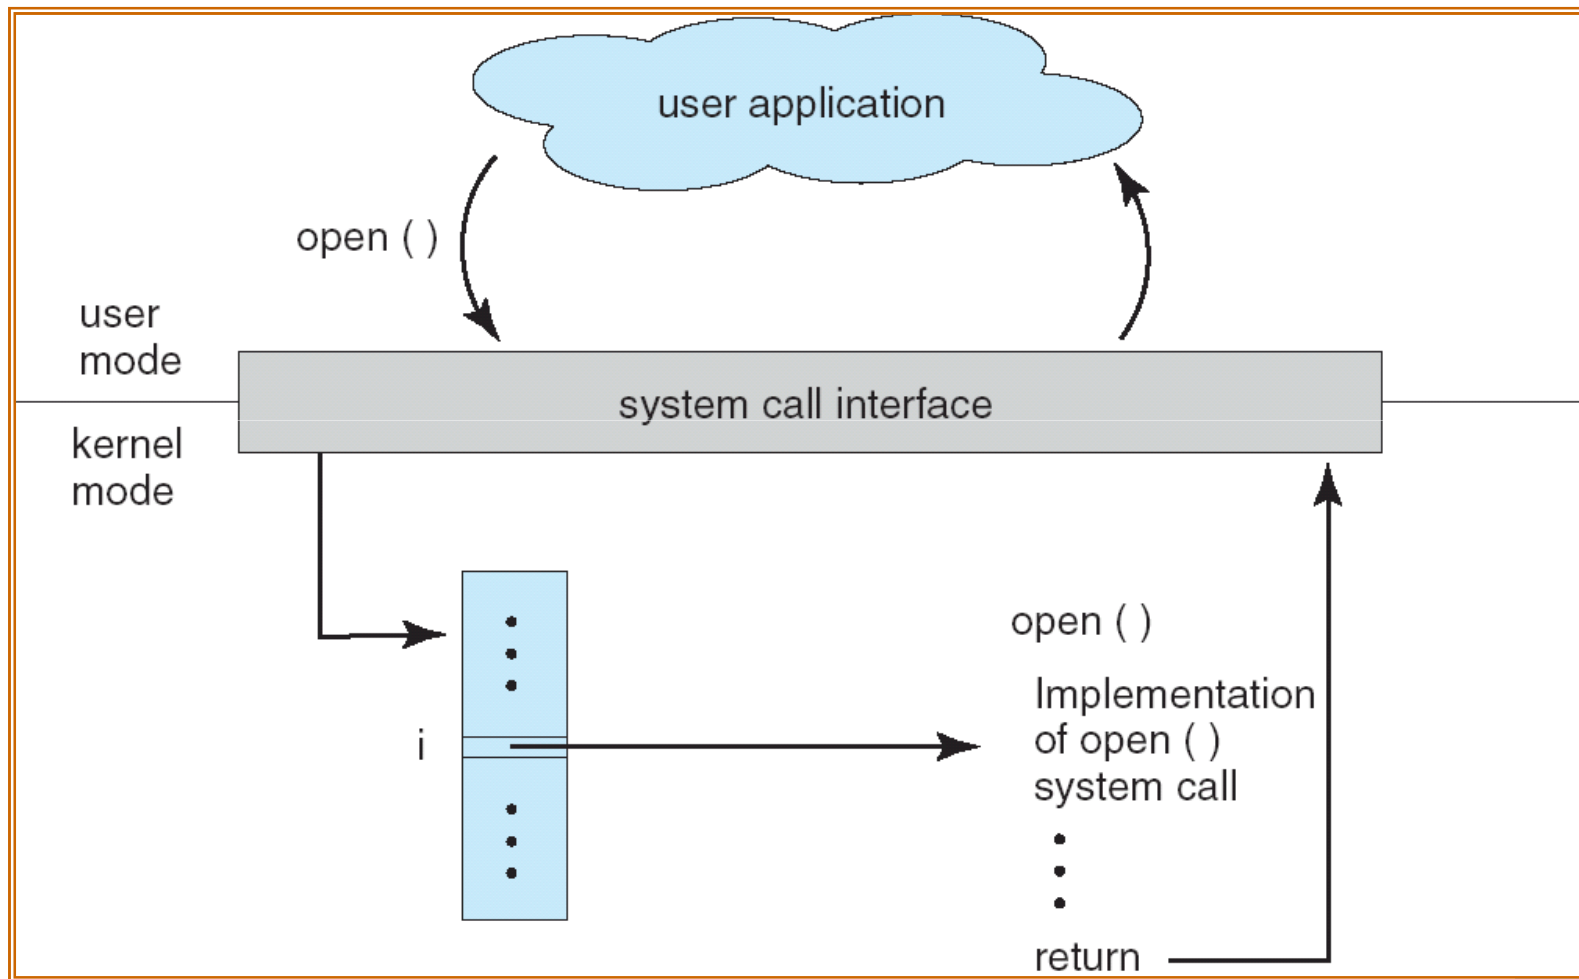 user application
open ( )
user
mode
system call interface
kernel
mode
open ( )
Implementation
of open ( )
system call
i
return